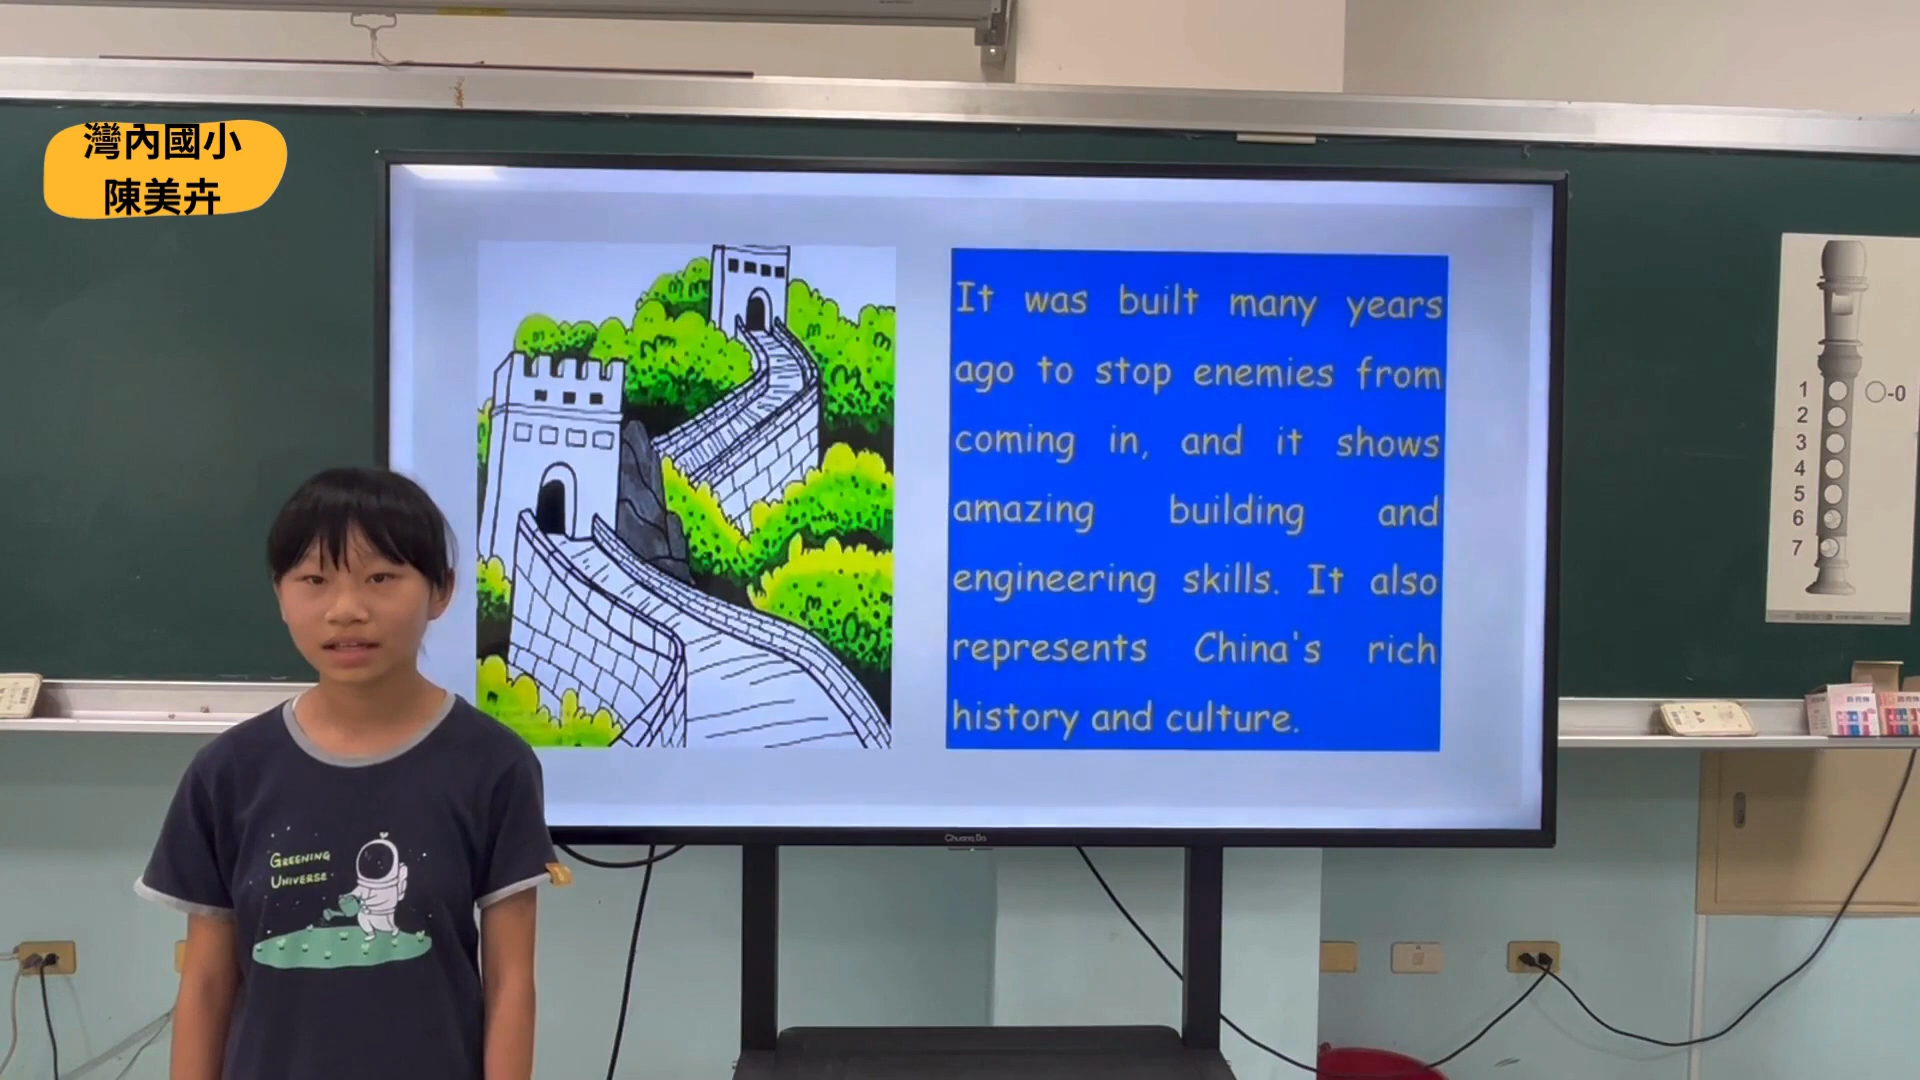 灣內國小
陳美卉
It was built many years
ago to stop enemies from
coming in, and it shows
amazing building and
engineering skills. It also
represents China's rich
history and culture.
1
-0
2
3
4
5
6
7
GREENING
UNIVERSE